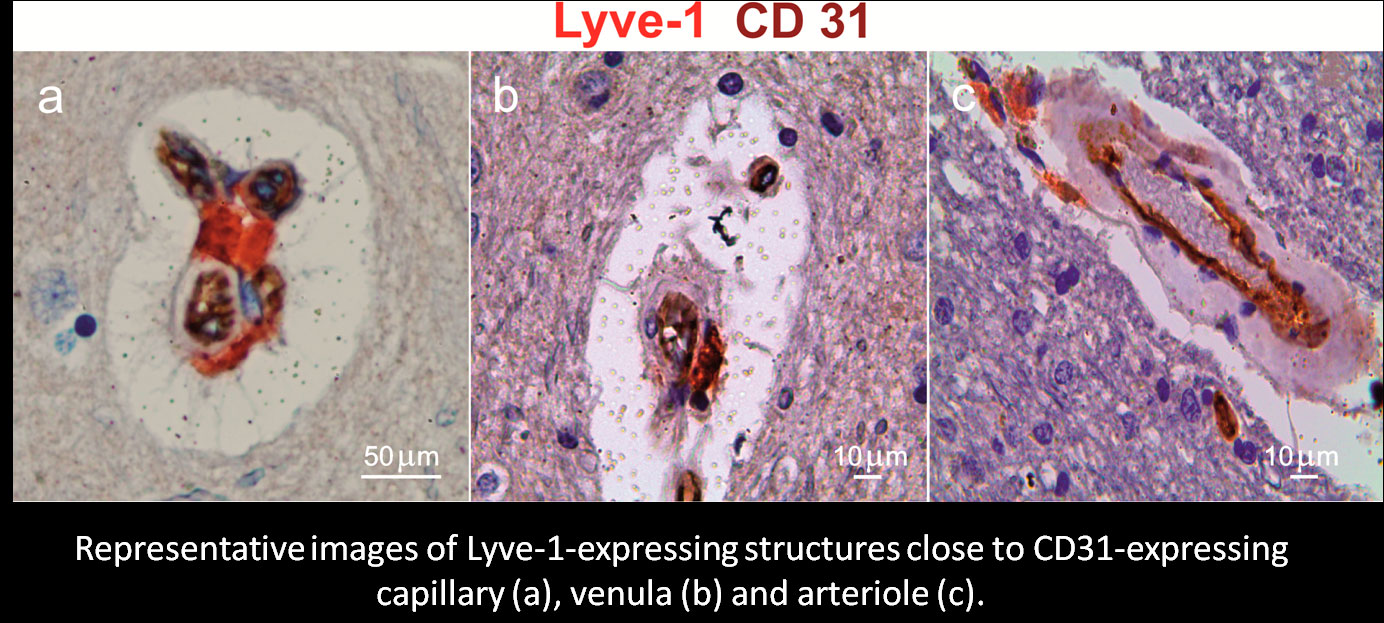 Lyve-1 CD 31
a
b
c
50 μm
10 μm
10 μm
Representative images of Lyve-1-expressing structures close to CD31-expressing
capillary (a), venula (b) and arteriole (c).